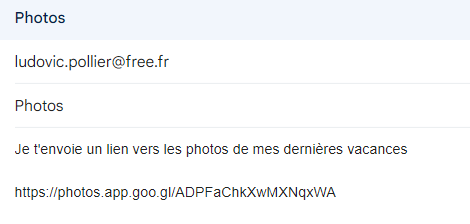 Photos
ludovic.pollier@free.fr
Photos
Je t'envoie un lien vers les photos de mes dernières vacances
https://photos.app.goo.gl/ADPFaChkXwMXNqxWA